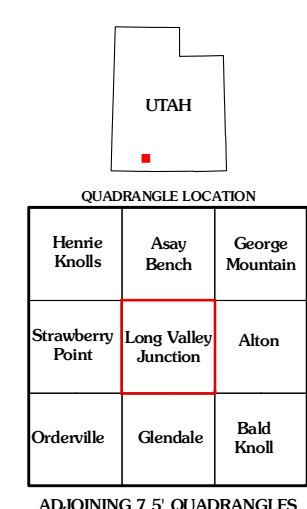 UTAH
QUADRANGLE LOCATION
Henrie Knolls
Asay Bench
George Mountain
Strawberry Point
Long Valley Junction
Alton
Orderville
Glendale
Bald Knoll
ADJOINING 7.5' QUADRANGLES